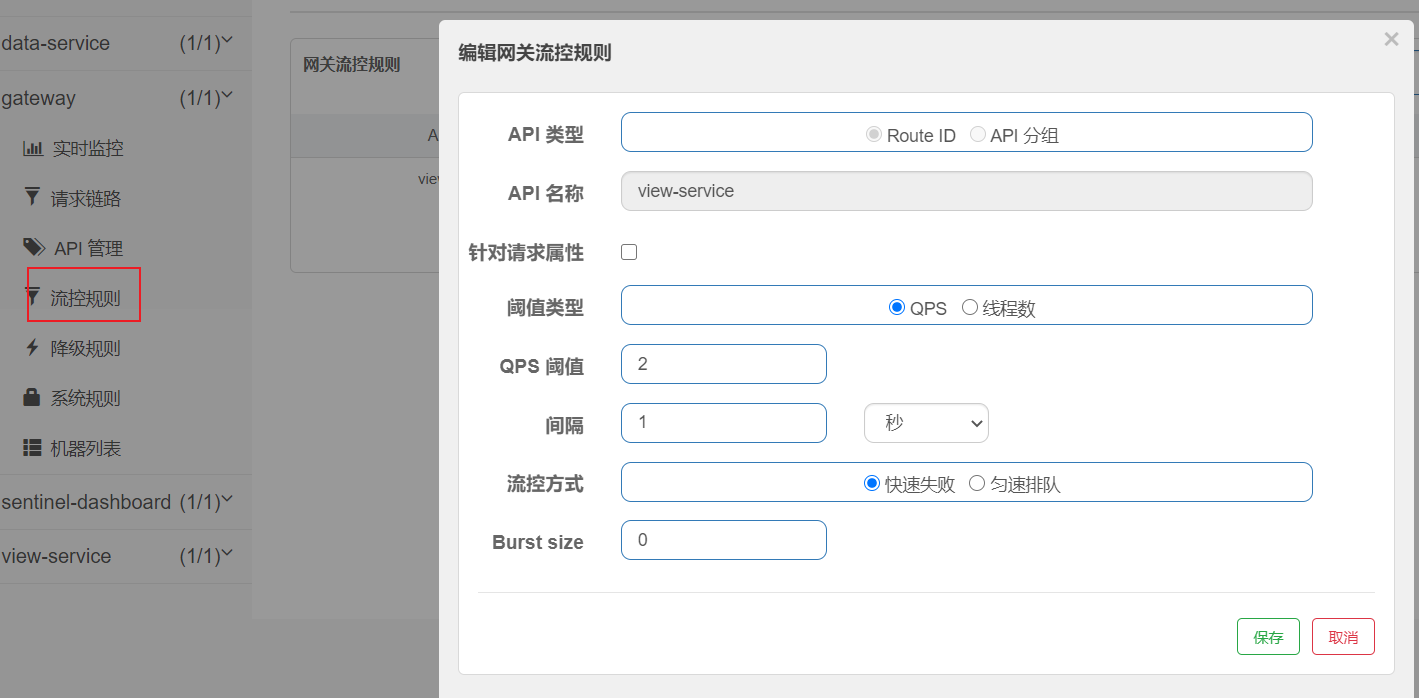 data-service (1/1)
gateway (1/1)
实时监控
请求链路
API 管理
流控规则
降级规则
系统规则
机器列表
sentinel-dashboard (1/1)
view-service (1/1)
网关流控规则
编辑网关流控规则
×
API 类型 Route ID API 分组
API 名称 view-service
针对请求属性
阈值类型 QPS 线程数
QPS 阈值 2
间隔 1 秒
流控方式 快速失败 匀速排队
Burst size 0
保存 取消